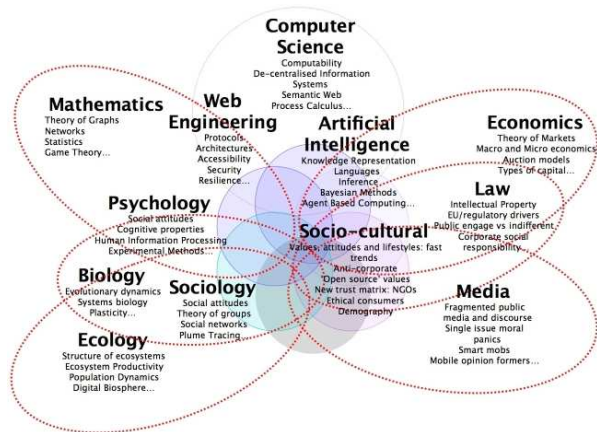 Computer
Science
Computability
De-centralised Information
Systems
Semantic Web
Process Calculus...
Mathematics
Theory of Graphs
Networks
Statistics
Game Theory...
Web
Engineering
Protocols
Architectures
Accessibility
Security
Resilience...
Artificial
Intelligence
Knowledge Representation
Languages
Inference
Bayesian Methods
Agent Based Computing...
Economics
Theory of Markets
Macro and Micro economics
Auction models
Types of capital...
Law
Intellectual Property
EU/regulatory drivers
Public engage vs indifferent
Corporate social
responsibility
Psychology
Social attitudes
Cognitive properties
Human Information Processing
Experimental Methods...
Socio-cultural
Values, attitudes and lifestyles: fast
trends
Anti-corporate
"Open source" values
New trust matrix: NGOs
Ethical consumers
Demography
Biology
Evolutionary dynamics
Systems biology
Plasticity...
Sociology
Social attitudes
Theory of groups
Social networks
Plume Tracing
Media
Fragmented public
media and discourse
Single issue moral
panics
Smart mobs
Mobile opinion formers...
Ecology
Structure of ecosystems
Ecosystem Productivity
Population Dynamics
Digital Biosphere...